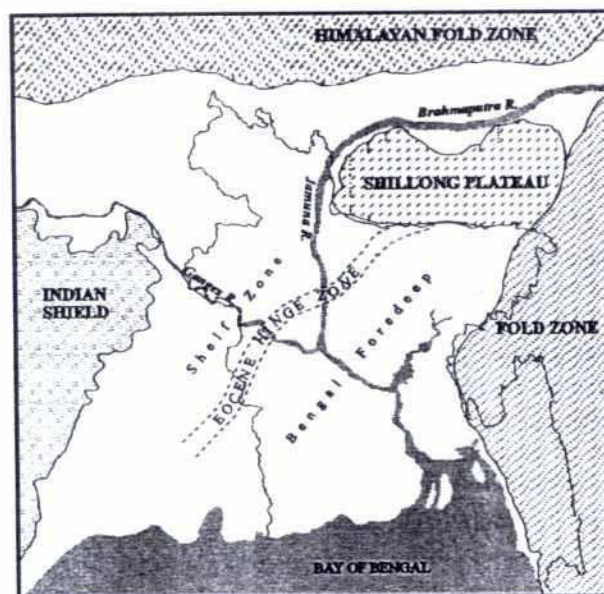 HIMALAYAN FOLD ZONE
Brahmaputra R.
SHILLONG PLATEAU
Jamuna R.
Ganges R.
INDIAN
SHIELD
Shelf Zone
EOCENE HINGE ZONE
Bengal Foredeep
FOLD ZONE
BAY OF BENGAL